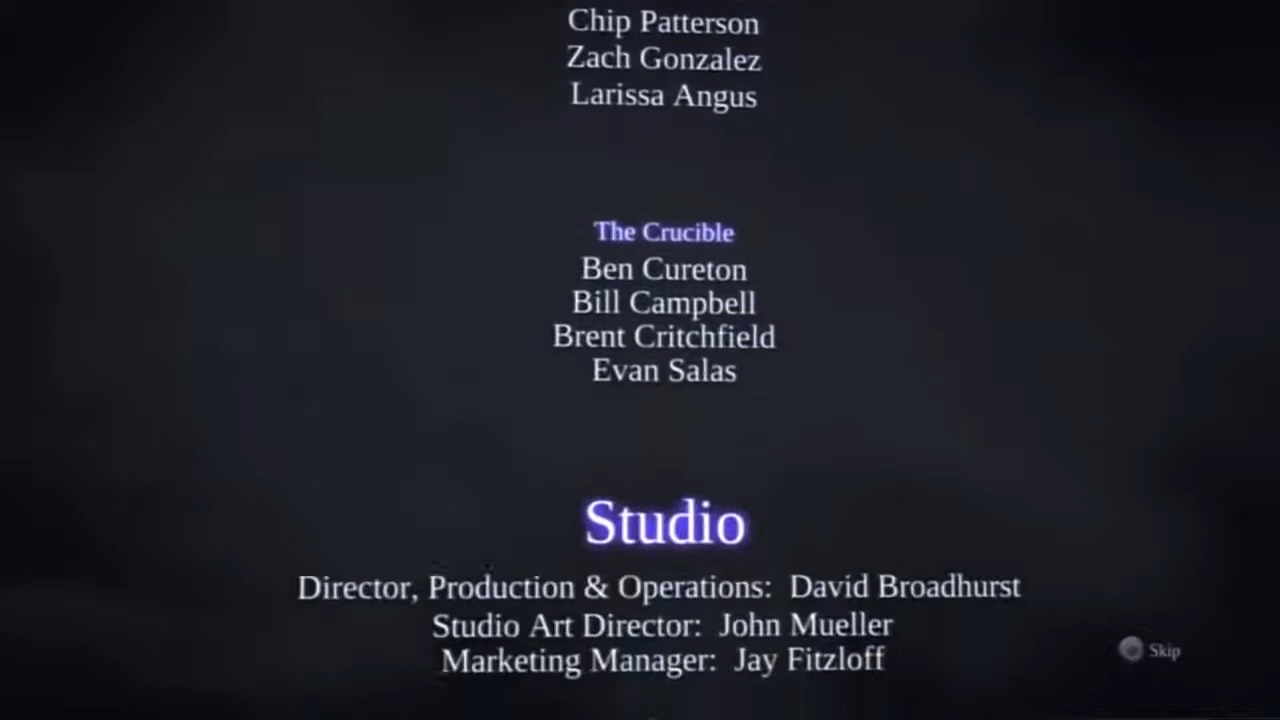 Chip Patterson
Zach Gonzalez
Larissa Angus
The Crucible
Ben Cureton
Bill Campbell
Brent Critchfield
Evan Salas
Studio
Director, Production & Operations: David Broadhurst
Studio Art Director: John Mueller
Marketing Manager: Jay Fitzloff
Skip